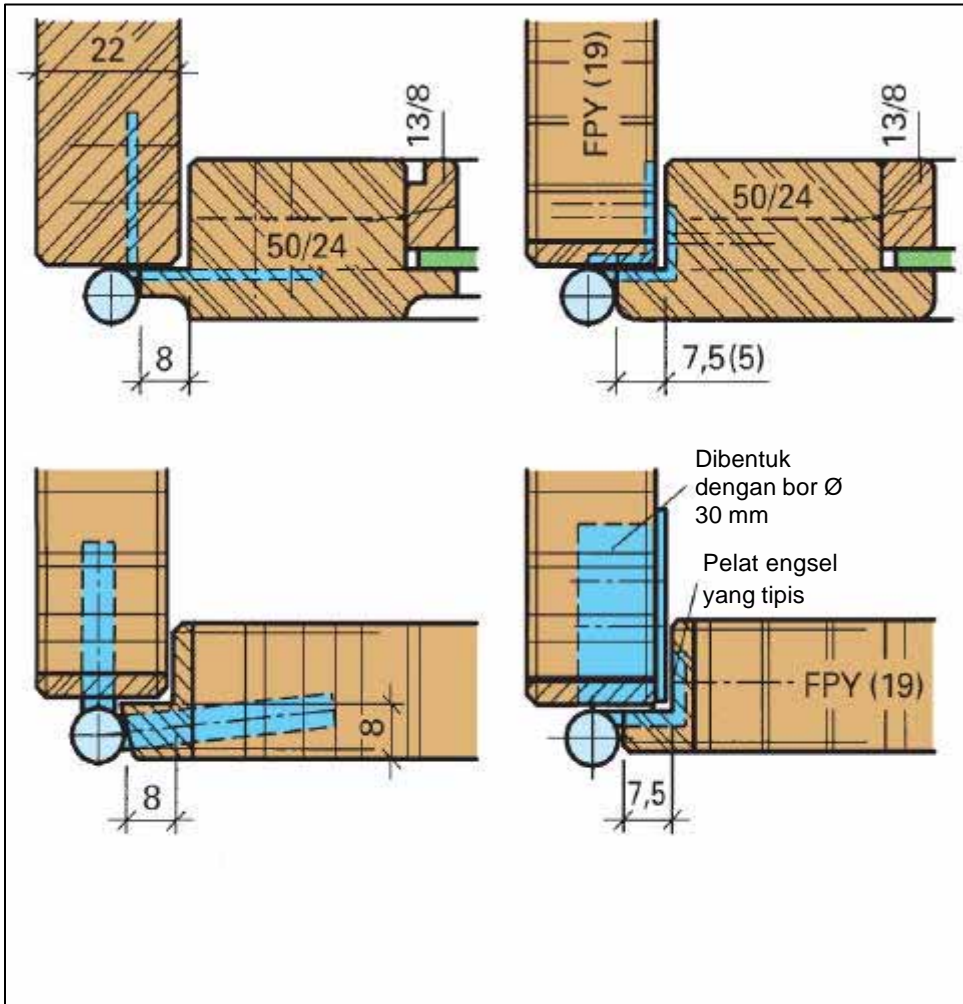 22
50/24
13/8
8
FPY (19)
50/24
13/8
7,5(5)
8
8
Dibentuk
dengan bor Ø
30 mm
Pelat engsel
yang tipis
FPY (19)
7,5